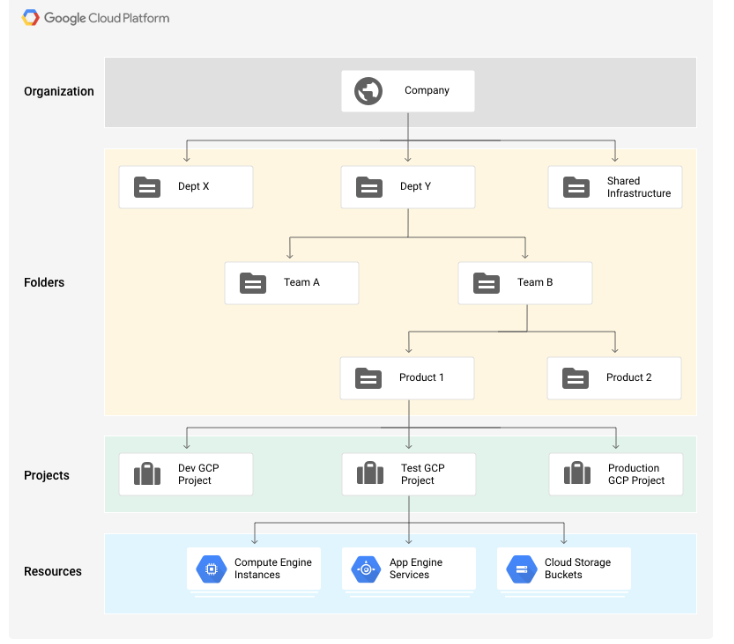 Google Cloud Platform
Organization
Company
Dept X
Dept Y
Shared
Infrastructure
Folders
Team A
Team B
Product 1
Product 2
Projects
Dev GCP
Project
Test GCP
Project
Production
GCP Project
Resources
Compute Engine
Instances
App Engine
Services
Cloud Storage
Buckets